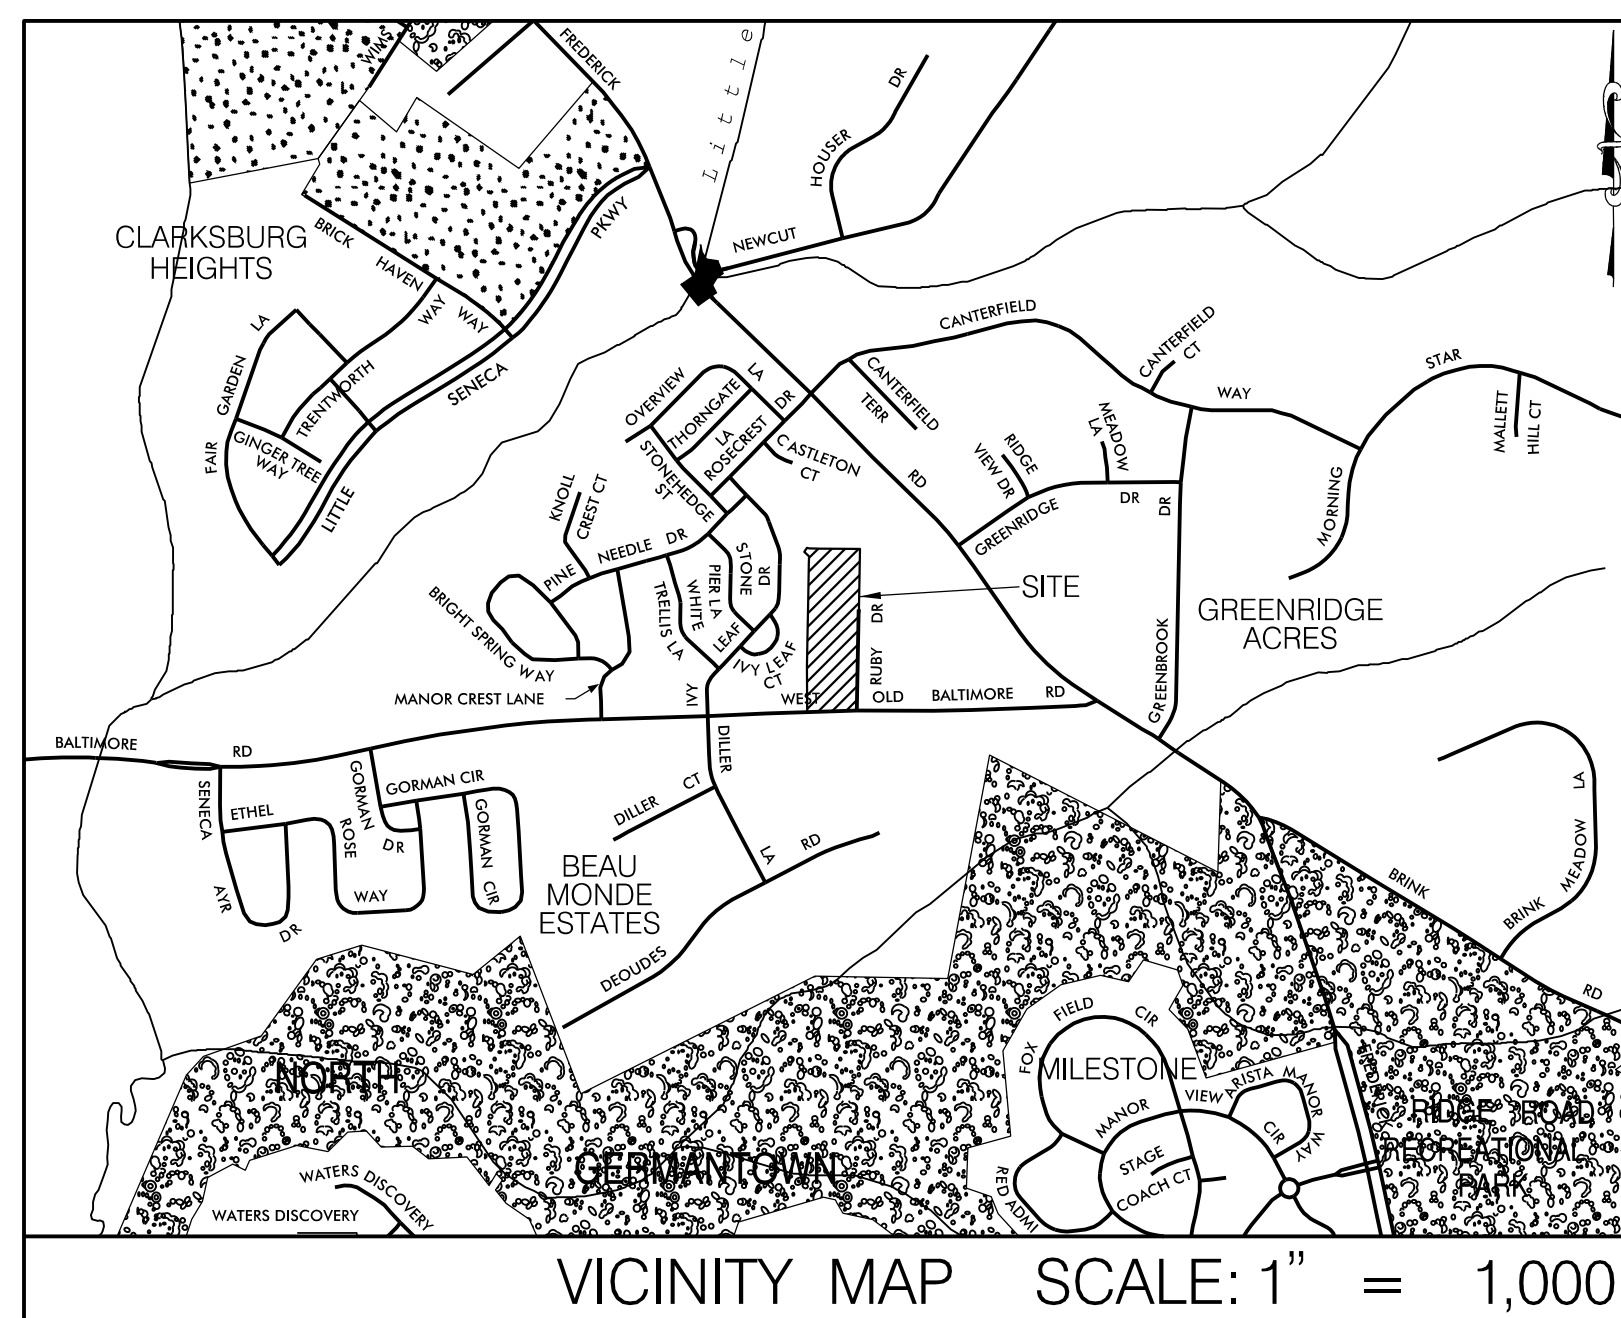 WIMS
FREDERICK
Little
HOUSER DR
NEWCUT
CLARKSBURG
HEIGHTS
BRICK HAVEN WAY
PKWY
WAY
GARDEN LA
FAIR
TRENTWORTH
GINGER TREE
WAY
LITTLE SENECA
OVERVIEW LA
THORNGATE
LA
ROSECREST DR
STONEHEDGE
ST
CASTLETON
CT
CANTERFIELD
CANTERFIELD
TERR
CANTERFIELD
CT
WAY
STAR
MORNING
MALLETT
HILL CT
MEADOW
LA
RIDGE
VIEW DR
RD
GREENRIDGE DR
DR
GREENBROOK
KNOLL
CREST CT
PINE NEEDLE DR
TRELLIS LA
WHITE
PIER LA
STONE
DR
LEAF
IVY LEAF
CT
IVY
BRIGHT SPRING WAY
MANOR CREST LANE
SITE
RUBY DR
GREENRIDGE
ACRES
WEST OLD BALTIMORE RD
BALTIMORE RD
SENECA
AYR
DR
ETHEL
ROSE
WAY
GORMAN
DR
GORMAN CIR
GORMAN CIR
DILLER
LA
DILLER CT
BEAU
MONDE
ESTATES
DEOUDES RD
BRINK RD
BRINK MEADOW LA
NORTH
GERMANTOWN
WATERS DISCOVERY
WATERS DISCOVERY
FOX FIELD CIR
MILESTONE
MANOR VIEW
CIR
ARISTA MANOR WAY
STAGE
COACH CT
RED ADMI
RIDGE ROAD
RECREATIONAL
PARK
VICINITY MAP SCALE: 1" = 1,000